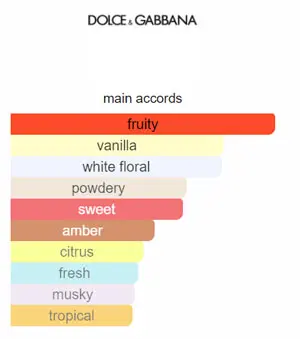 DOLCE & GABBANA
main accords
fruity
vanilla
white floral
powdery
sweet
amber
citrus
fresh
musky
tropical